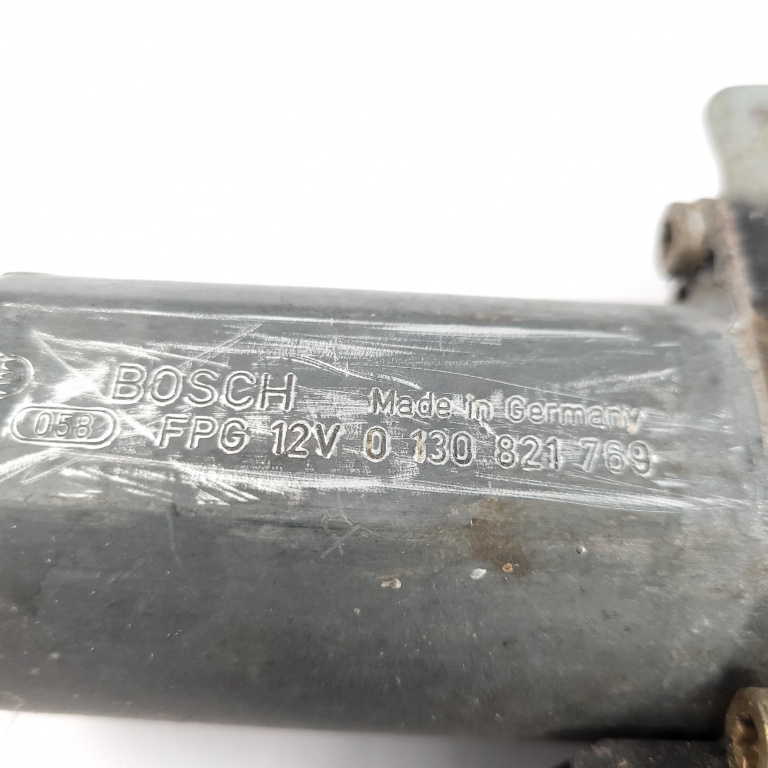 BOSCH Made in Germany
058 FPG 12V 0 130 821 769